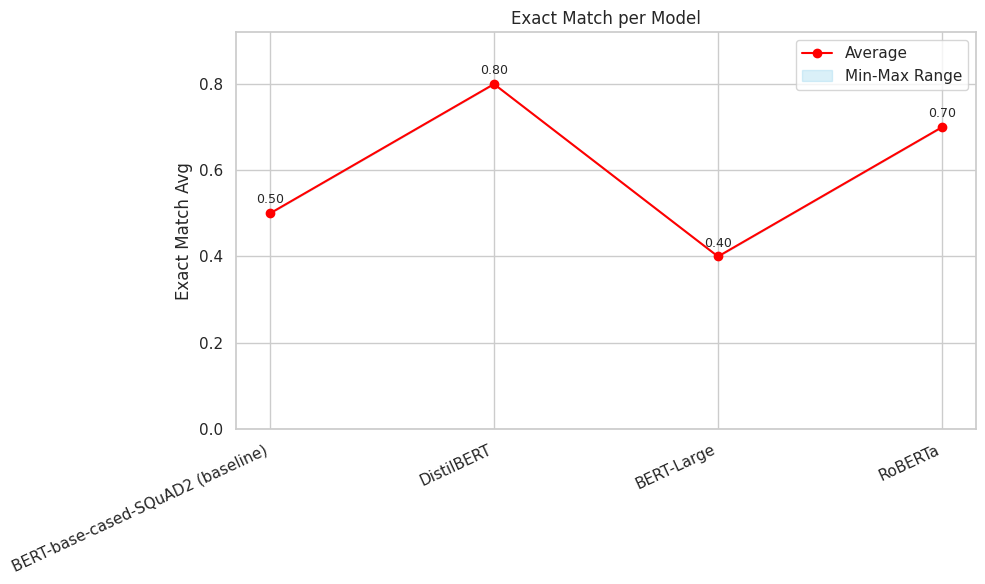 Exact Match per Model
Average
Min-Max Range
Exact Match Avg
0.8
0.6
0.4
0.2
0.0
0.50
0.80
0.40
0.70
BERT-base-cased-SQuAD2 (baseline)
DistilBERT
BERT-Large
RoBERTa